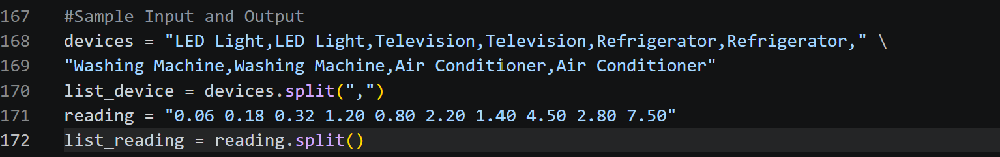 167 #Sample Input and Output
168 devices = "LED Light,LED Light,Television,Television,Refrigerator,Refrigerator," \
169 "Washing Machine,Washing Machine,Air Conditioner,Air Conditioner"
170 list_device = devices.split(",")
171 reading = "0.06 0.18 0.32 1.20 0.80 2.20 1.40 4.50 2.80 7.50"
172 list_reading = reading.split()